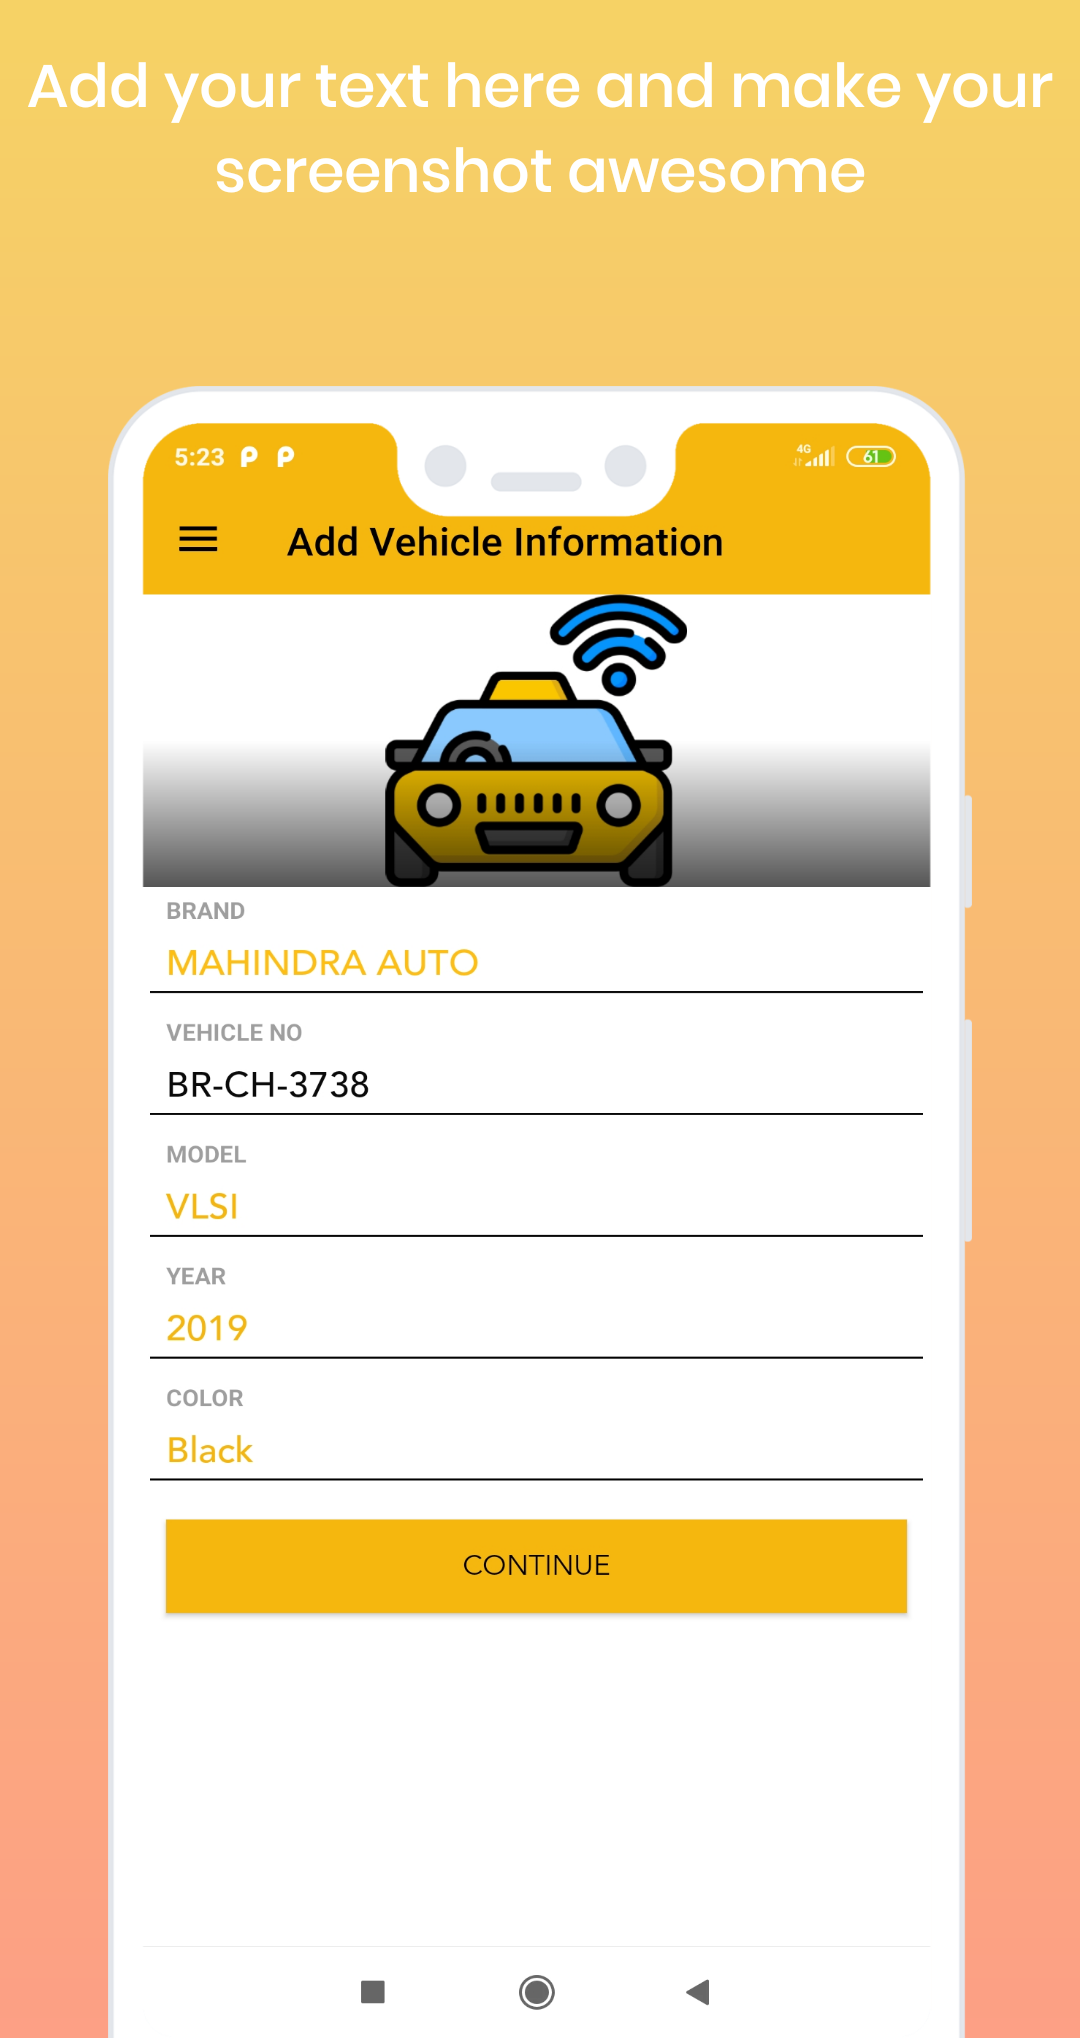 Add your text here and make your
screenshot awesome
5:23 P P
4G
61
Add Vehicle Information
BRAND
MAHINDRA AUTO
VEHICLE NO
BR-CH-3738
MODEL
VLSI
YEAR
2019
COLOR
Black
CONTINUE